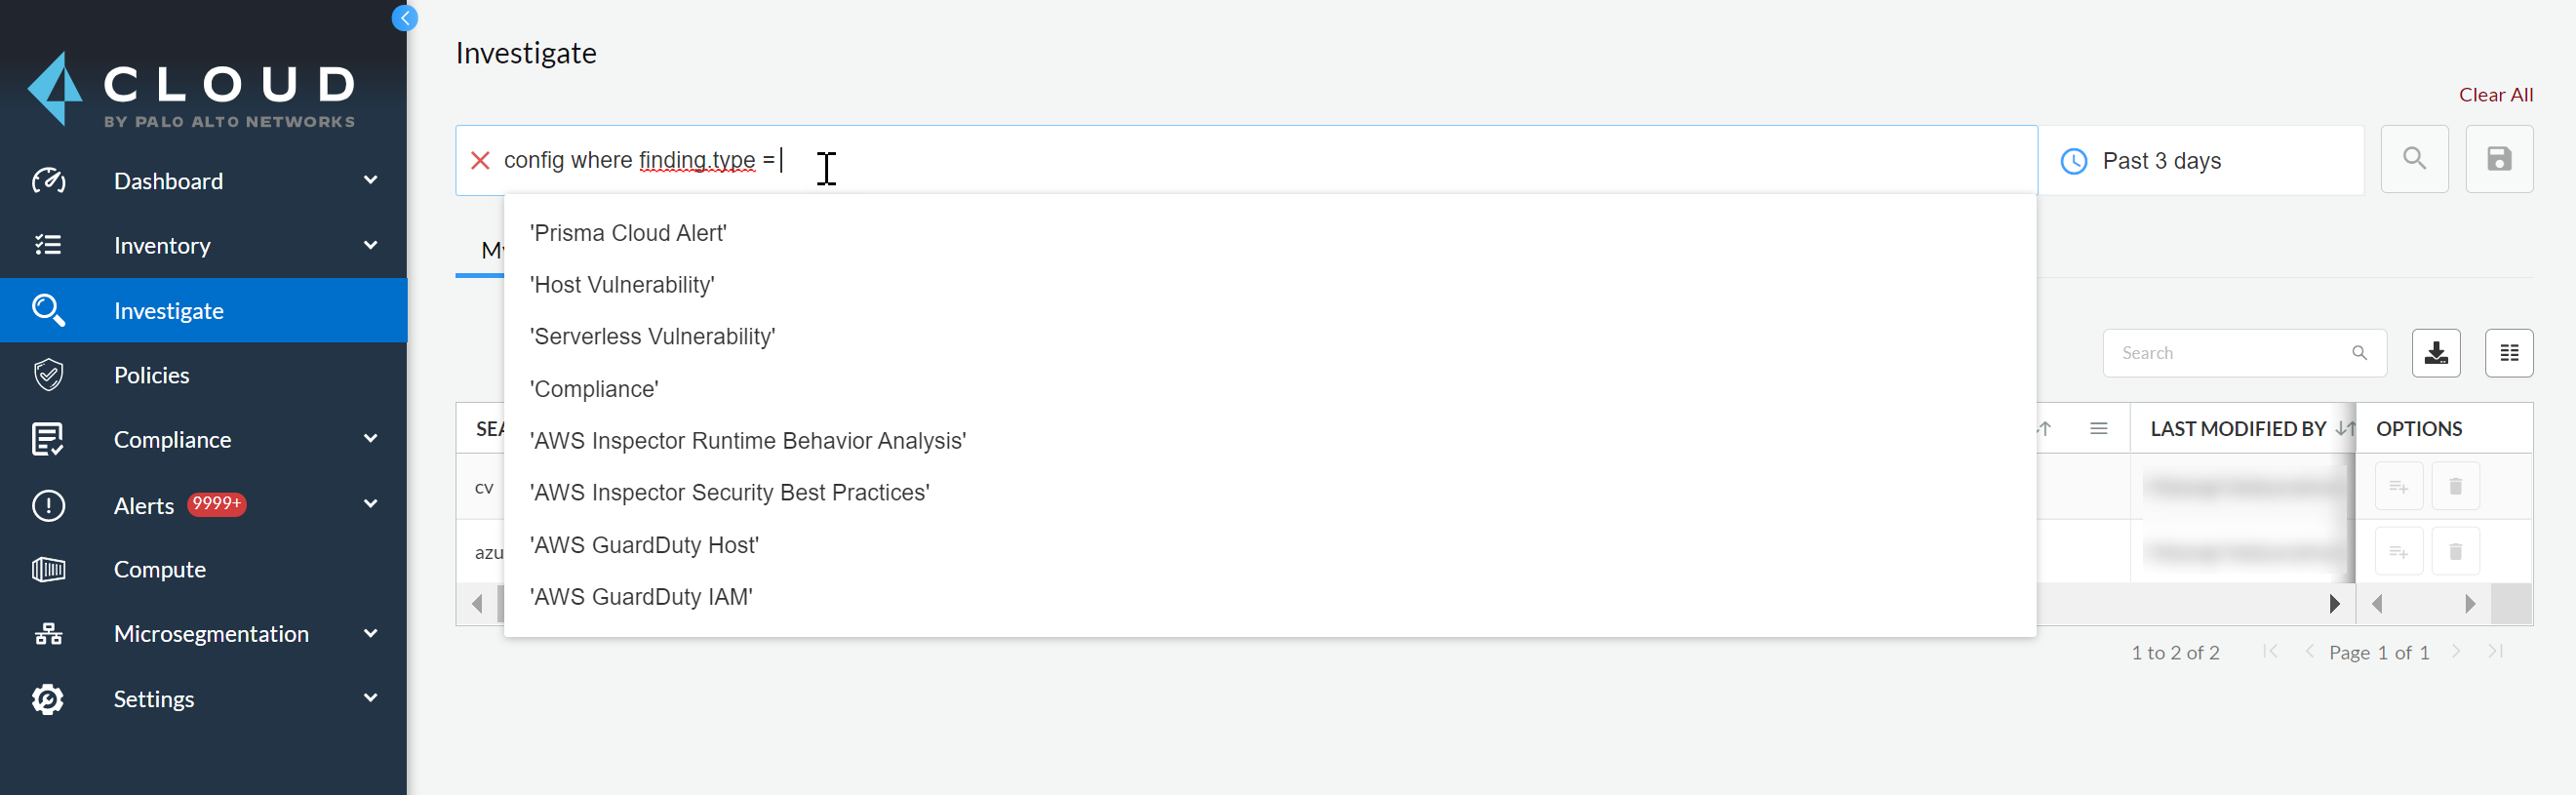 CLOUD
BY PALO ALTO NETWORKS
Dashboard
Inventory
Investigate
Policies
Compliance
Alerts 9999+
Compute
Microsegmentation
Settings
Investigate
Clear All
config where finding.type =
Past 3 days
'Prisma Cloud Alert'
'Host Vulnerability'
'Serverless Vulnerability'
'Compliance'
'AWS Inspector Runtime Behavior Analysis'
'AWS Inspector Security Best Practices'
'AWS GuardDuty Host'
'AWS GuardDuty IAM'
My
Search
SEA
LAST MODIFIED BY
OPTIONS
cv
azu
1 to 2 of 2
Page 1 of 1